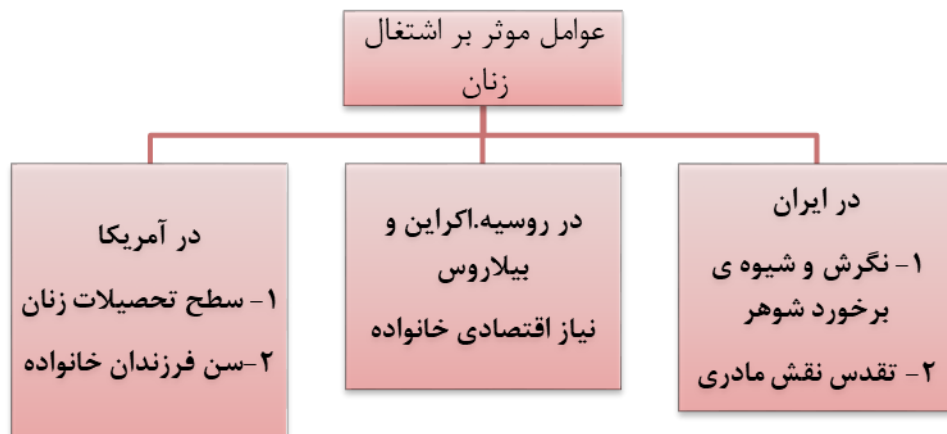 عوامل موثر بر اشتغال
زنان
در ایران
۱- نگرش و شیوه ی
برخورد شوهر
۲- تقدس نقش مادری
در روسیه.اکراین و
بیلاروس
نیاز اقتصادی خانواده
در آمریکا
۱- سطح تحصیلات زنان
۲-سن فرزندان خانواده